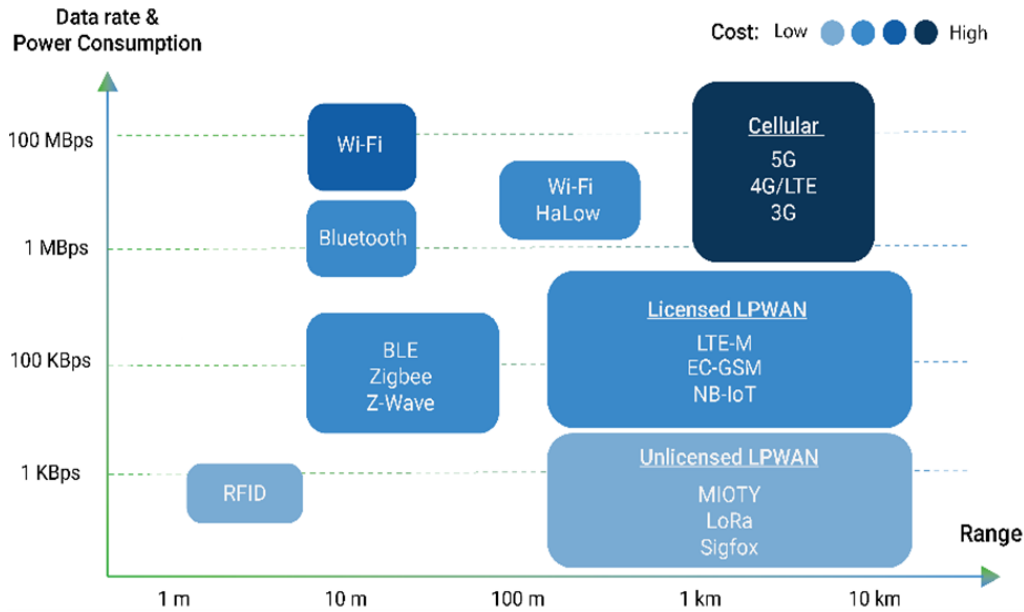 Data rate &
Power Consumption
Cost: Low High
100 MBps
Wi-Fi
Cellular
5G
4G/LTE
3G
Wi-Fi
HaLow
Bluetooth
1 MBps
Licensed LPWAN
LTE-M
EC-GSM
NB-IoT
BLE
Zigbee
Z-Wave
100 KBps
Unlicensed LPWAN
MIOTY
LoRa
Sigfox
1 KBps
RFID
Range
1 m 10 m 100 m 1 km 10 km